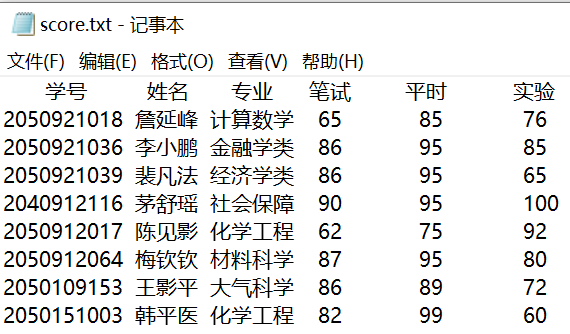 score.txt - 记事本
文件(F) 编辑(E) 格式(O) 查看(V) 帮助(H)
学号 姓名 专业 笔试 平时 实验
2050921018 詹延峰 计算数学 65 85 76
2050921036 李小鹏 金融学类 86 95 85
2050921039 裴凡法 经济学类 86 95 65
2040912116 茅舒瑶 社会保障 90 95 100
2050912017 陈见影 化学工程 62 75 92
2050912064 梅钦钦 材料科学 87 95 80
2050109153 王影平 大气科学 86 89 72
2050151003 韩平医 化学工程 82 99 60